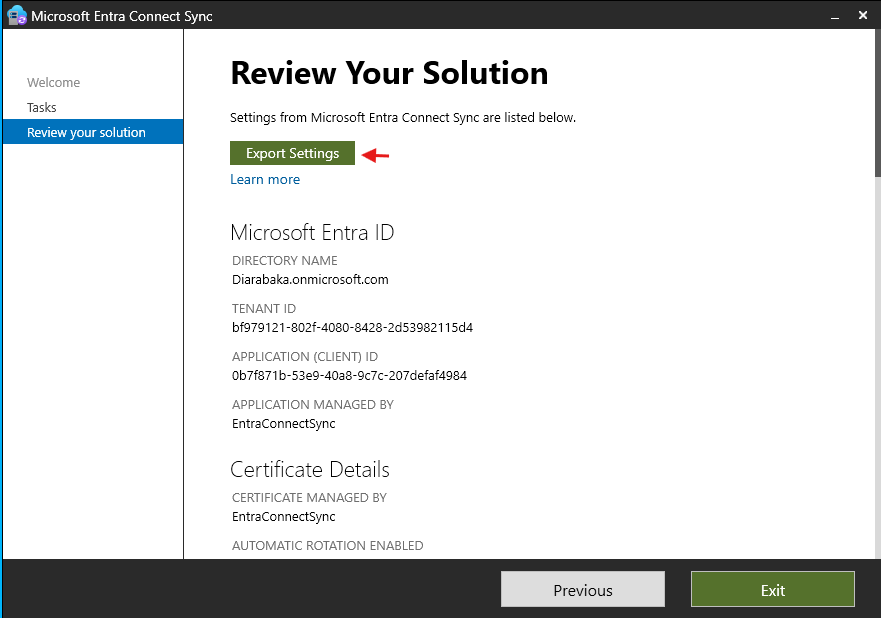 Microsoft Entra Connect Sync
Welcome
Tasks
Review your solution
Review Your Solution
Settings from Microsoft Entra Connect Sync are listed below.
Export Settings
Learn more
Microsoft Entra ID
DIRECTORY NAME
Diarabaka.onmicrosoft.com
TENANT ID
bf979121-802f-4080-8428-2d53982115d4
APPLICATION (CLIENT) ID
0b7f871b-53e9-40a8-9c7c-207defaf4984
APPLICATION MANAGED BY
EntraConnectSync
Certificate Details
CERTIFICATE MANAGED BY
EntraConnectSync
AUTOMATIC ROTATION ENABLED
Previous
Exit